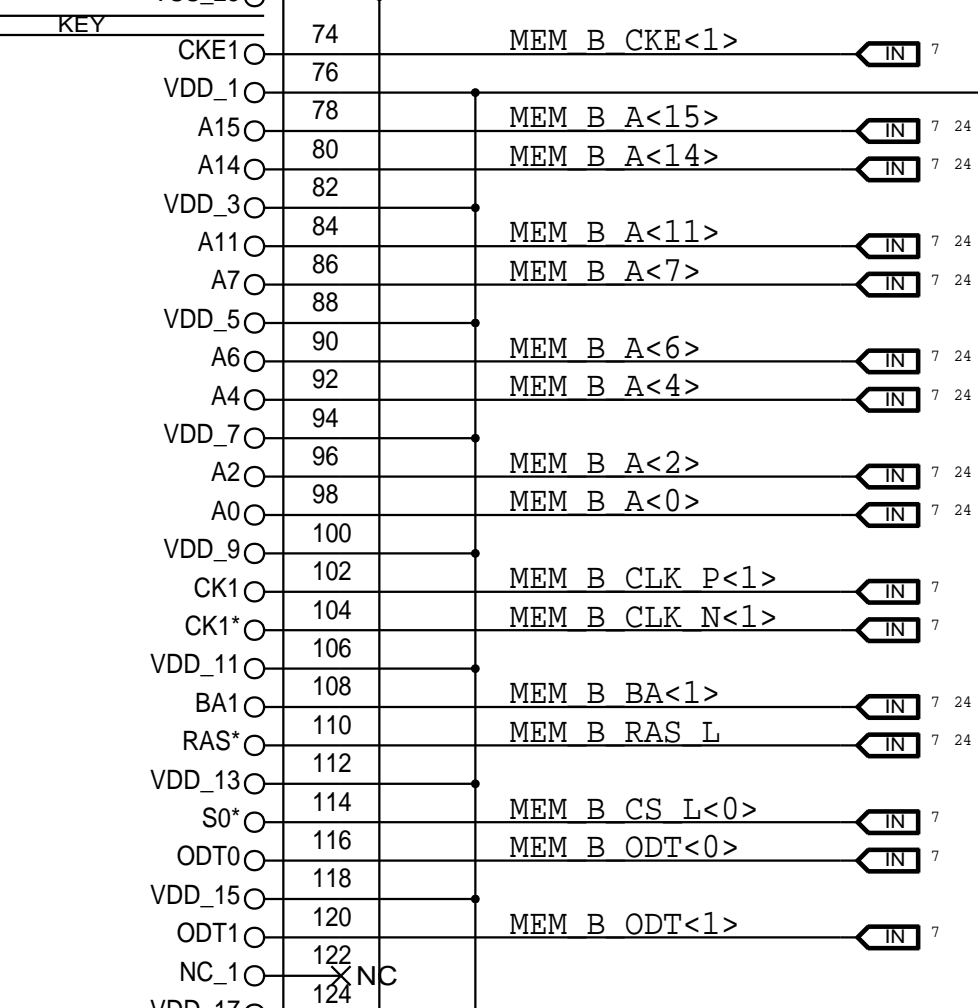 KEY
CKE1 74 MEM_B_CKE<1> IN 7
VDD_1 76
A15 78 MEM_B_A<15> IN 7 24
A14 80 MEM_B_A<14> IN 7 24
VDD_3 82
A11 84 MEM_B_A<11> IN 7 24
A7 86 MEM_B_A<7> IN 7 24
VDD_5 88
A6 90 MEM_B_A<6> IN 7 24
A4 92 MEM_B_A<4> IN 7 24
VDD_7 94
A2 96 MEM_B_A<2> IN 7 24
A0 98 MEM_B_A<0> IN 7 24
VDD_9 100
CK1 102 MEM_B_CLK_P<1> IN 7
CK1* 104 MEM_B_CLK_N<1> IN 7
VDD_11 106
BA1 108 MEM_B_BA<1> IN 7 24
RAS* 110 MEM_B_RAS_L IN 7 24
VDD_13 112
S0* 114 MEM_B_CS_L<0> IN 7
ODT0 116 MEM_B_ODT<0> IN 7
VDD_15 118
ODT1 120 MEM_B_ODT<1> IN 7
NC_1 122 NC
VDD_17 124